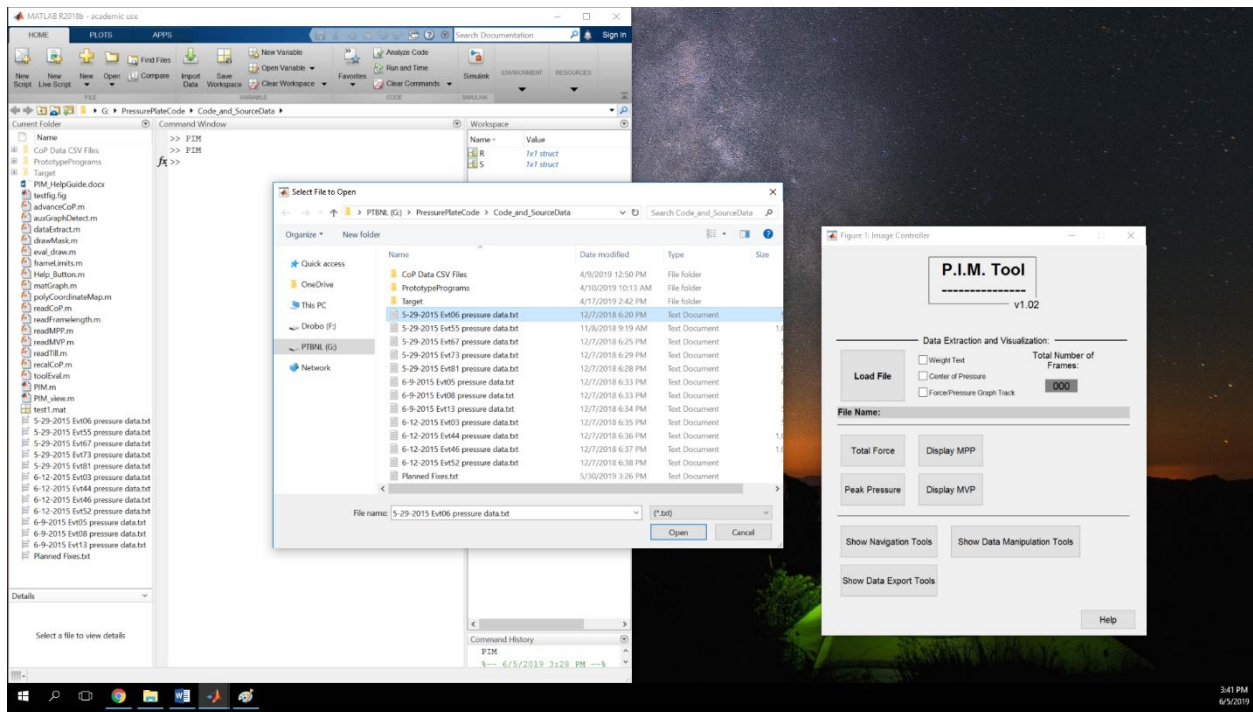 MATLAB R2018b - academic use
HOME PLOTS APPS
Search Documentation Sign In
New Script
New Live Script
New
Open
Find Files
Compare
Import Data
Save Workspace
New Variable
Open Variable
Clear Workspace
Favorites
Analyze Code
Run and Time
Clear Commands
Simulink
ENVIRONMENT
RESOURCES
FILE VARIABLE CODE SIMULINK
G: PressurePlateCode Code_and_SourceData
Current Folder
Name
CoP Data CSV Files
PrototypePrograms
Target
PIM_HelpGuide.docx
testfig.fig
advanceCoP.m
auxGraphDetect.m
dataExtract.m
drawMask.m
eval_draw.m
frameLimits.m
Help_Button.m
matGraph.m
polyCoordinateMap.m
readCoP.m
readFramelength.m
readMPP.m
readMVP.m
readTill.m
recalCoP.m
toolEval.m
PIM.m
PIM_view.m
test1.mat
5-29-2015 Evt06 pressure data.txt
5-29-2015 Evt55 pressure data.txt
5-29-2015 Evt67 pressure data.txt
5-29-2015 Evt73 pressure data.txt
5-29-2015 Evt81 pressure data.txt
6-12-2015 Evt03 pressure data.txt
6-12-2015 Evt44 pressure data.txt
6-12-2015 Evt46 pressure data.txt
6-12-2015 Evt52 pressure data.txt
6-9-2015 Evt05 pressure data.txt
6-9-2015 Evt08 pressure data.txt
6-9-2015 Evt13 pressure data.txt
Planned Fixes.txt
Details
Select a file to view details
Command Window
>> PIM
>> PIM
fx >>
Workspace
Name Value
R 1x1 struct
S 1x1 struct
Command History
PIM
%-- 6/5/2019 3:28 PM --%
Select File to Open
PTBNL (G:) PressurePlateCode Code_and_SourceData Search Code_and_SourceData
Organize New folder
Quick access
OneDrive
This PC
Drobo (F:)
PTBNL (G:)
Network
Name Date modified Type Size
CoP Data CSV Files 4/9/2019 12:50 PM File folder
PrototypePrograms 4/10/2019 10:13 AM File folder
Target 4/17/2019 2:42 PM File folder
5-29-2015 Evt06 pressure data.txt 12/7/2018 6:20 PM Text Document
5-29-2015 Evt55 pressure data.txt 11/8/2018 9:19 AM Text Document
5-29-2015 Evt67 pressure data.txt 12/7/2018 6:25 PM Text Document
5-29-2015 Evt73 pressure data.txt 12/7/2018 6:29 PM Text Document
5-29-2015 Evt81 pressure data.txt 12/7/2018 6:28 PM Text Document
6-9-2015 Evt05 pressure data.txt 12/7/2018 6:33 PM Text Document
6-9-2015 Evt08 pressure data.txt 12/7/2018 6:33 PM Text Document
6-9-2015 Evt13 pressure data.txt 12/7/2018 6:34 PM Text Document
6-12-2015 Evt03 pressure data.txt 12/7/2018 6:35 PM Text Document
6-12-2015 Evt44 pressure data.txt 12/7/2018 6:36 PM Text Document
6-12-2015 Evt46 pressure data.txt 12/7/2018 6:37 PM Text Document
6-12-2015 Evt52 pressure data.txt 12/7/2018 6:38 PM Text Document
Planned Fixes.txt 5/30/2019 3:26 PM Text Document
File name: 5-29-2015 Evt06 pressure data.txt (*.txt)
Open Cancel
Figure 1: Image Controller
P.I.M. Tool
---------------
v1.02
Data Extraction and Visualization:
Load File
Weight Text
Center of Pressure
Force/Pressure Graph Track
Total Number of
Frames:
000
File Name:
Total Force Display MPP
Peak Pressure Display MVP
Show Navigation Tools Show Data Manipulation Tools
Show Data Export Tools
Help
3:41 PM
6/5/2019